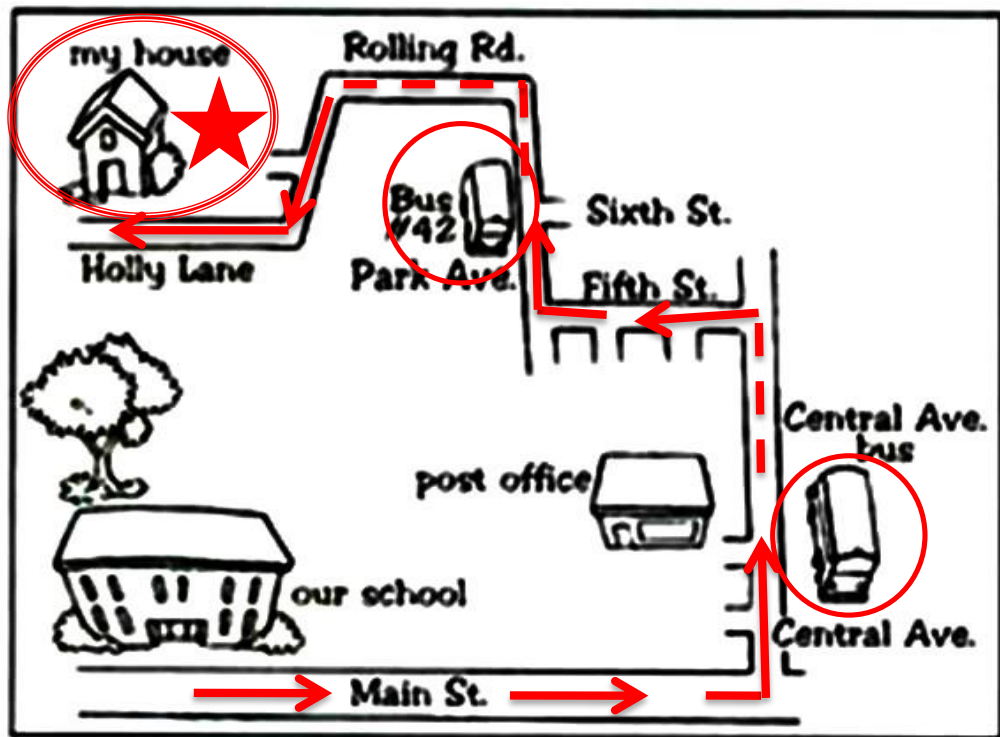 my house
Rolling Rd.
Bus
#42
Sixth St.
Holly Lane
Park Ave.
Fifth St.
Central Ave.
bus
post office
our school
Central Ave.
Main St.